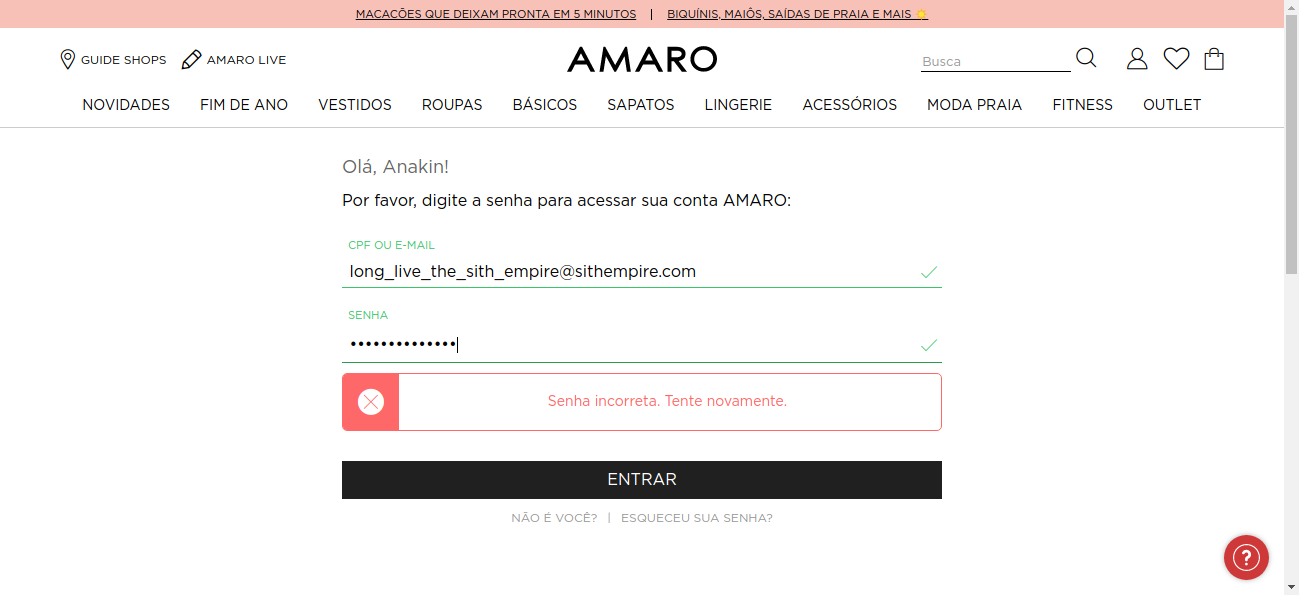 MACACÕES QUE DEIXAM PRONTA EM 5 MINUTOS | BIQUÍNIS, MAIÔS, SAÍDAS DE PRAIA E MAIS ☀️
GUIDE SHOPS AMARO LIVE AMARO Busca
NOVIDADES FIM DE ANO VESTIDOS ROUPAS BÁSICOS SAPATOS LINGERIE ACESSÓRIOS MODA PRAIA FITNESS OUTLET
Olá, Anakin!
Por favor, digite a senha para acessar sua conta AMARO:
CPF OU E-MAIL
long_live_the_sith_empire@sithempire.com
SENHA
••••••••••••••
Senha incorreta. Tente novamente.
ENTRAR
NÃO É VOCÊ? | ESQUECEU SUA SENHA?
?